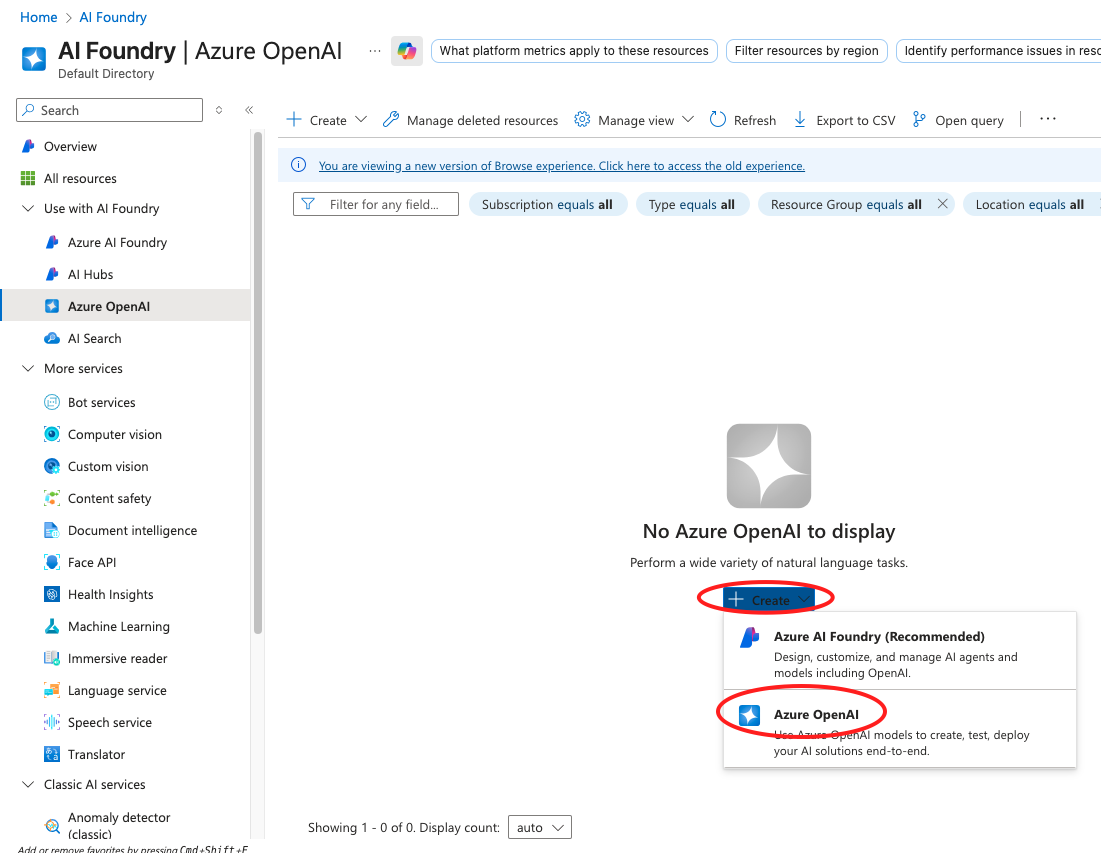 Home > AI Foundry
AI Foundry | Azure OpenAI
Default Directory
...
What platform metrics apply to these resources
Filter resources by region
Identify performance issues in reso
Search
Overview
All resources
Use with AI Foundry
Azure AI Foundry
AI Hubs
Azure OpenAI
AI Search
More services
Bot services
Computer vision
Custom vision
Content safety
Document intelligence
Face API
Health Insights
Machine Learning
Immersive reader
Language service
Speech service
Translator
Classic AI services
Anomaly detector
(classic)
Add or remove favorites by pressing Cmd+Shift+F
Create
Manage deleted resources
Manage view
Refresh
Export to CSV
Open query
...
You are viewing a new version of Browse experience. Click here to access the old experience.
Filter for any field...
Subscription equals all
Type equals all
Resource Group equals all
Location equals all
No Azure OpenAI to display
Perform a wide variety of natural language tasks.
Create
Azure AI Foundry (Recommended)
Design, customize, and manage AI agents and
models including OpenAI.
Azure OpenAI
Use Azure OpenAI models to create, test, deploy
your AI solutions end-to-end.
Showing 1 - 0 of 0. Display count:
auto